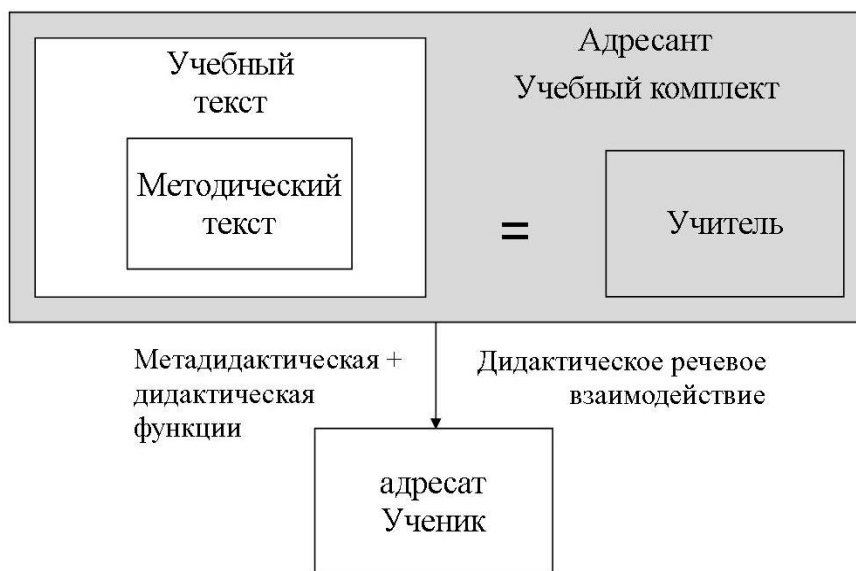 Учебный
текст
Методический
текст
Адресант
Учебный комплект
=
Учитель
Метадидактическая +
дидактическая
функции
Дидактическое речевое
взаимодействие
адресат
Ученик